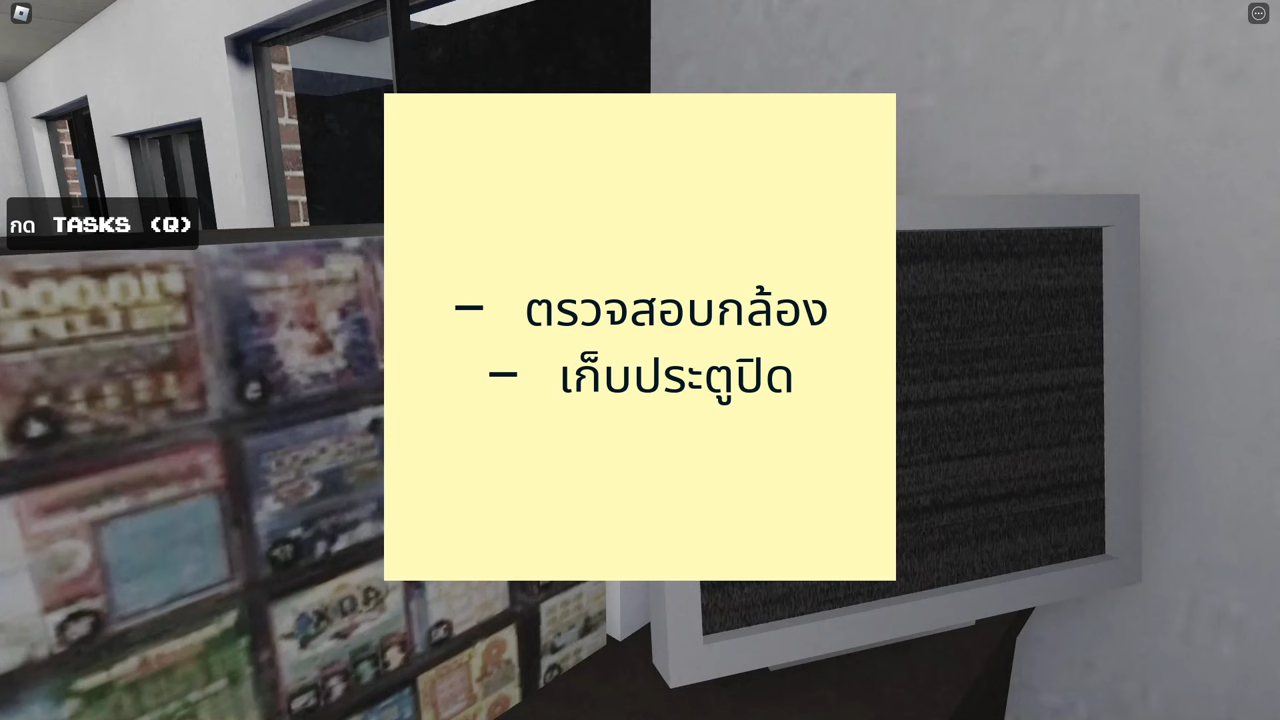 กด TASKS (Q)
– ตรวจสอบกล้อง
– เก็บประตูปิด